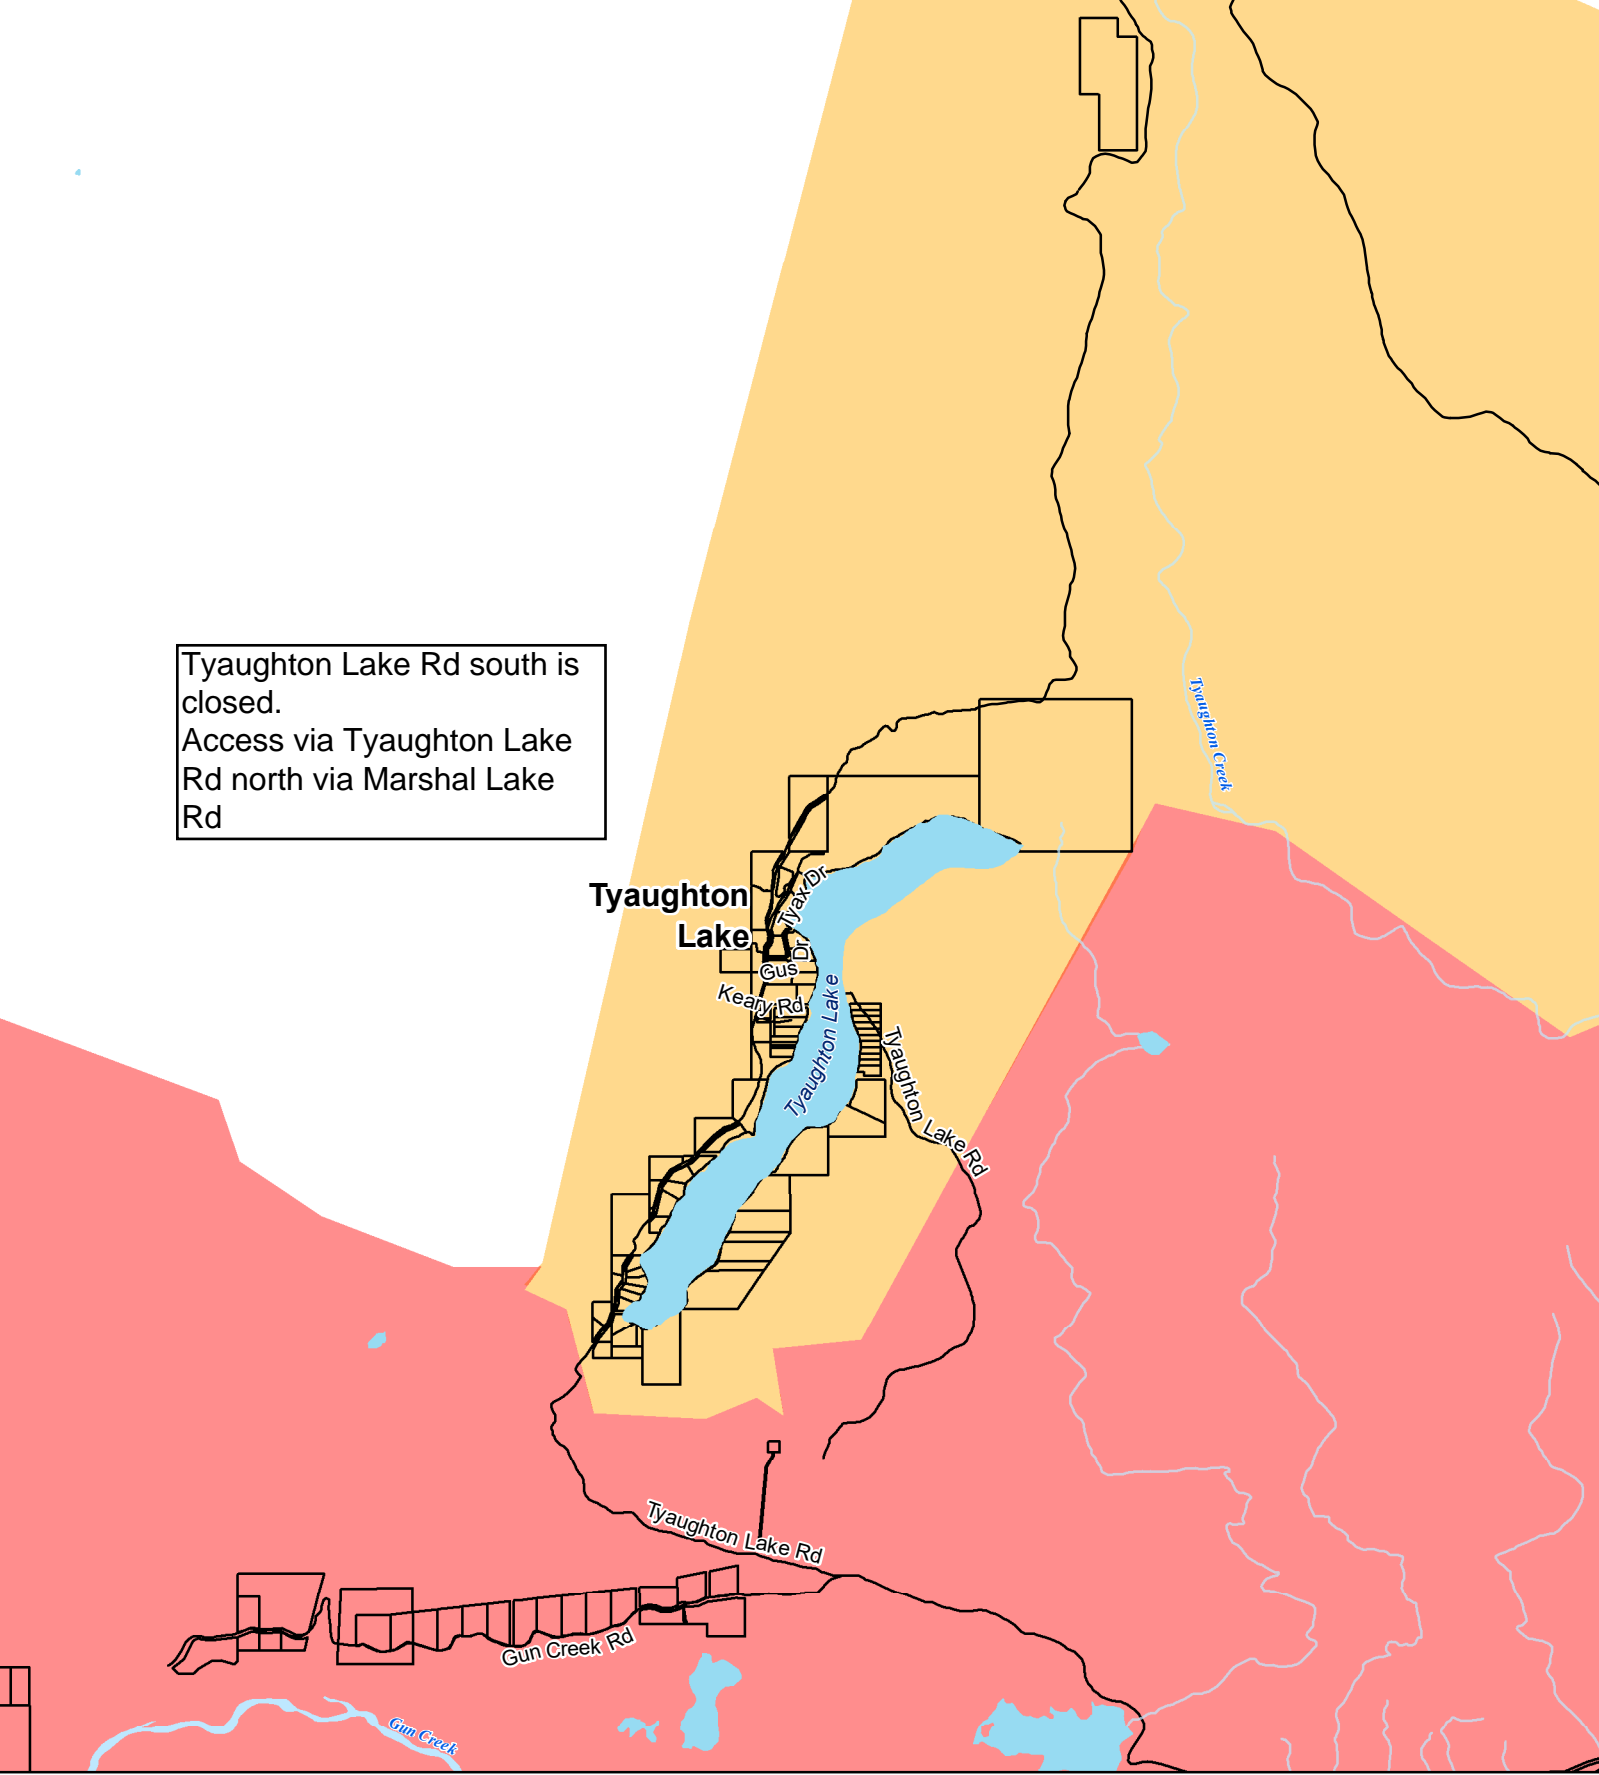 Tyaughton Lake Rd south is
closed.
Access via Tyaughton Lake
Rd north via Marshal Lake
Rd
Tyaughton Creek
Tyaughton
Lake
Tyax Dr
Gus Dr
Keary Rd
Tyaughton Lake
Tyaughton Lake Rd
Tyaughton Lake Rd
Gun Creek Rd
Gun Creek